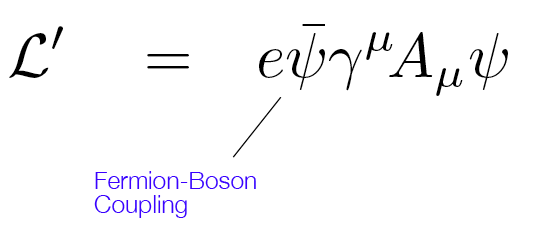 ℒ′ = eψ̄γ^μA_μψ
Fermion-Boson
Coupling